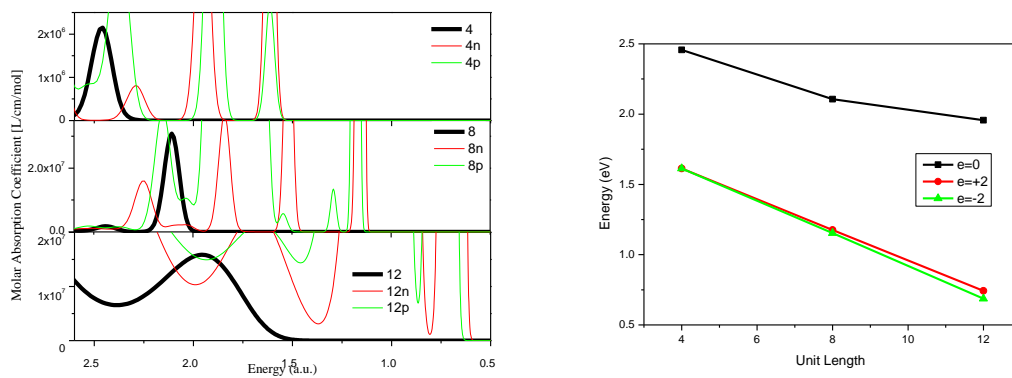 Molar Absorption Coefficient [L/cm/mol]
2x10⁶
1x10⁶
0
4
4n
4p
2.0x10⁷
0.0
8
8n
8p
2x10⁷
1x10⁷
0
12
12n
12p
2.5 2.0 1.5 1.0 0.5
Energy (a.u.)
Energy (eV)
2.5
2.0
1.5
1.0
0.5
e=0
e=+2
e=-2
4 6 8 10 12
Unit Length